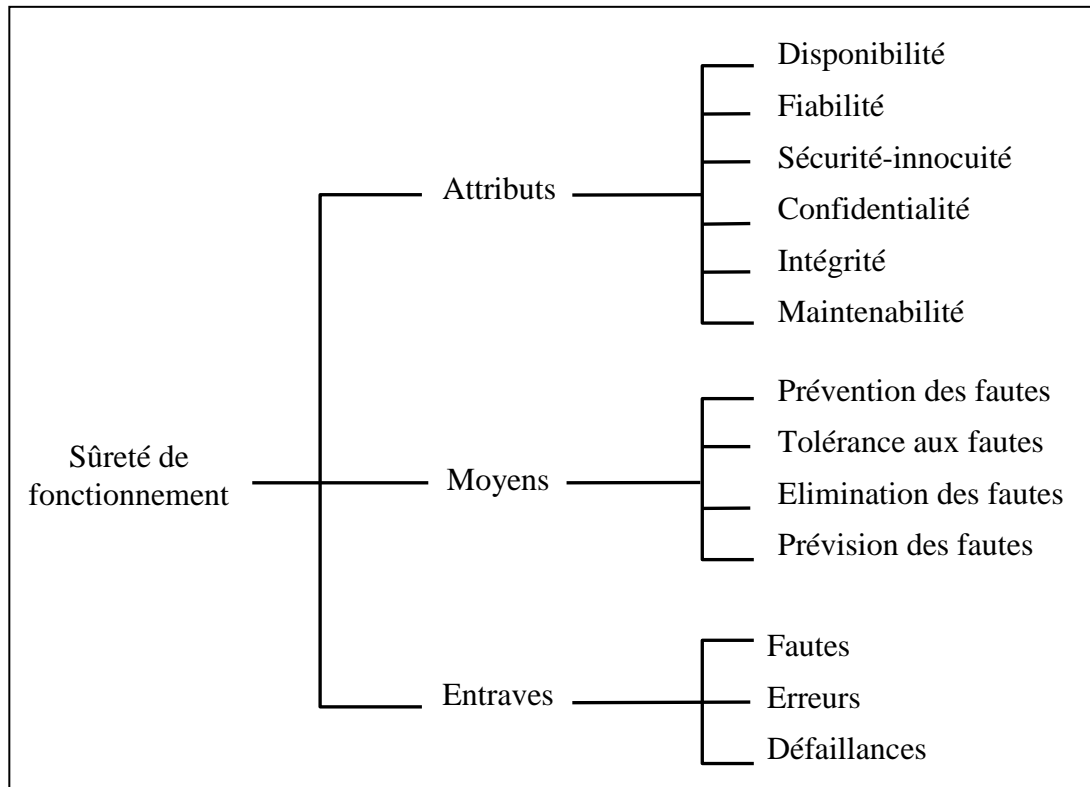 Sûreté de
fonctionnement
Attributs
Disponibilité
Fiabilité
Sécurité-innocuité
Confidentialité
Intégrité
Maintenabilité
Moyens
Prévention des fautes
Tolérance aux fautes
Elimination des fautes
Prévision des fautes
Entraves
Fautes
Erreurs
Défaillances